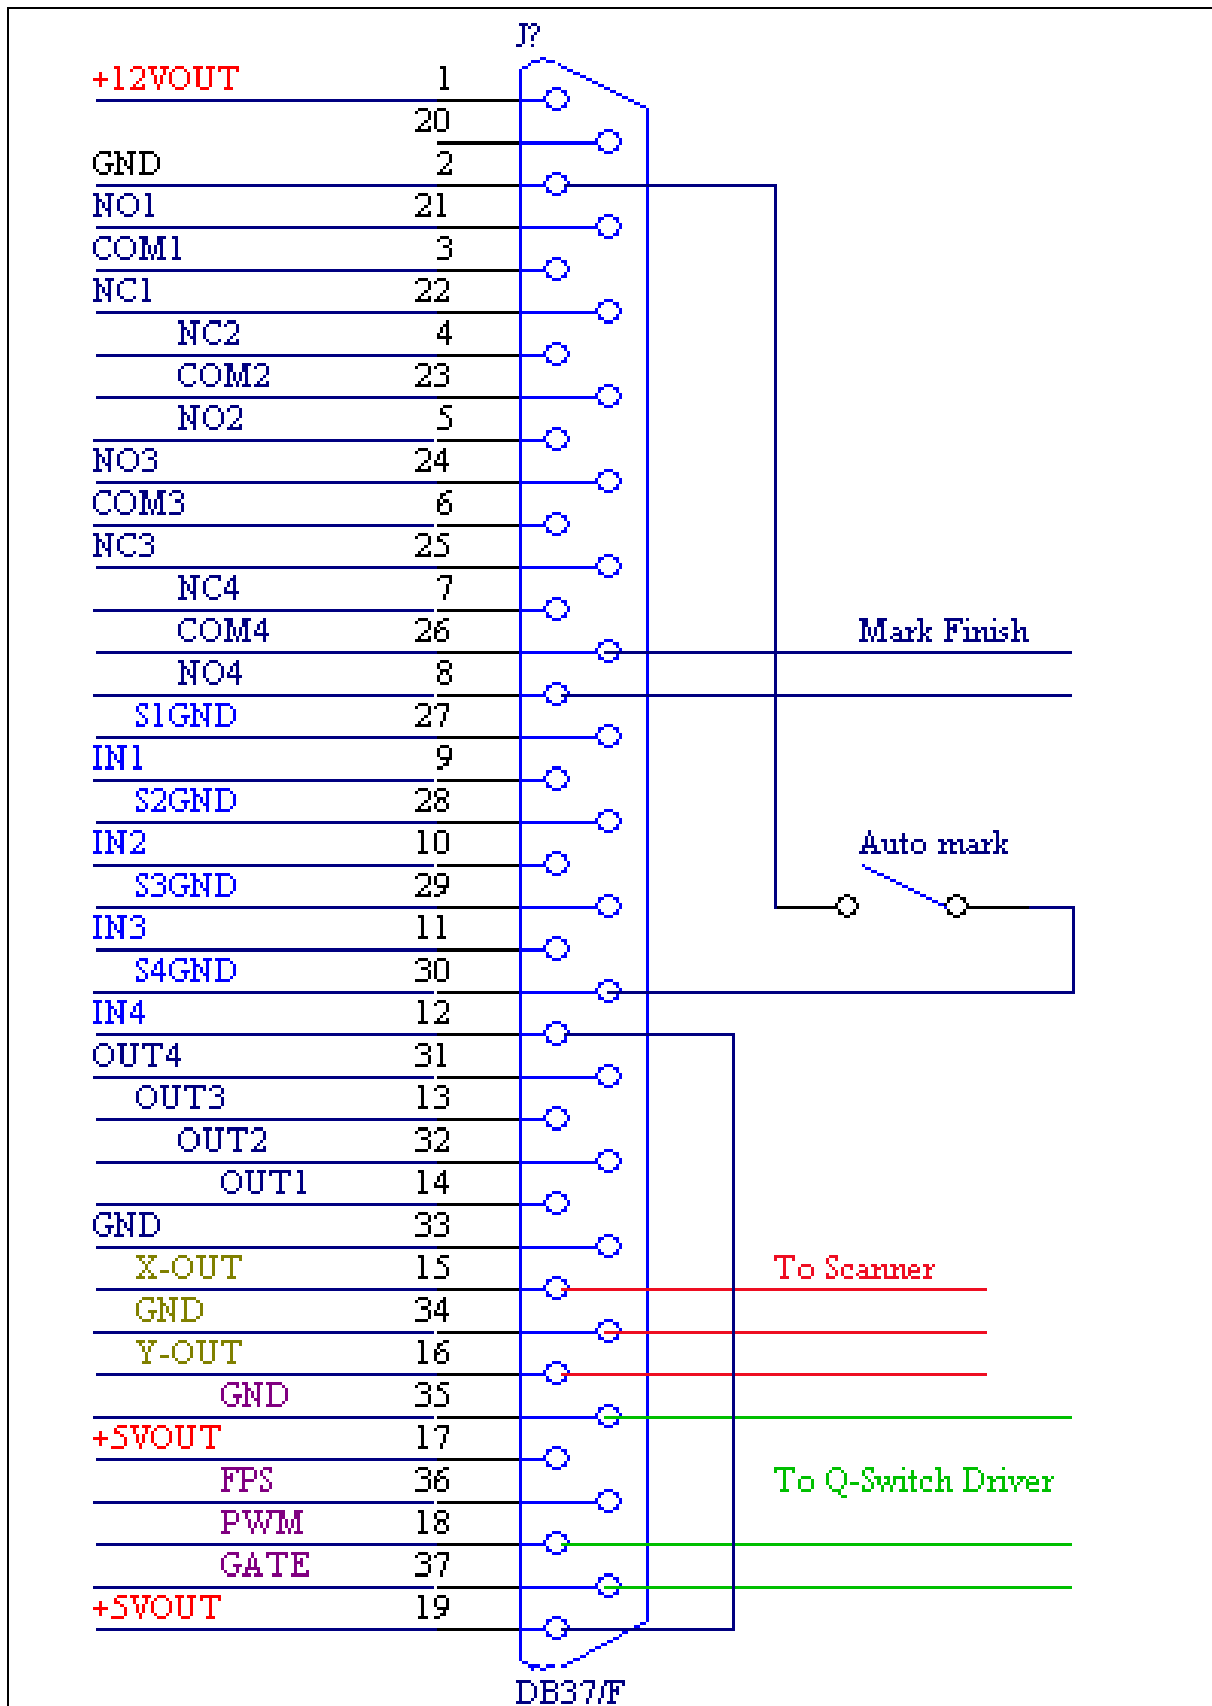 J?
+12VOUT 1
20
GND 2
NO1 21
COM1 3
NC1 22
NC2 4
COM2 23
NO2 5
NO3 24
COM3 6
NC3 25
NC4 7
COM4 26 Mark Finish
NO4 8
S1GND 27
IN1 9
S2GND 28
IN2 10 Auto mark
S3GND 29
IN3 11
S4GND 30
IN4 12
OUT4 31
OUT3 13
OUT2 32
OUT1 14
GND 33
X-OUT 15 To Scanner
GND 34
Y-OUT 16
GND 35
+5VOUT 17
FPS 36 To Q-Switch Driver
PWM 18
GATE 37
+5VOUT 19
DB37/F